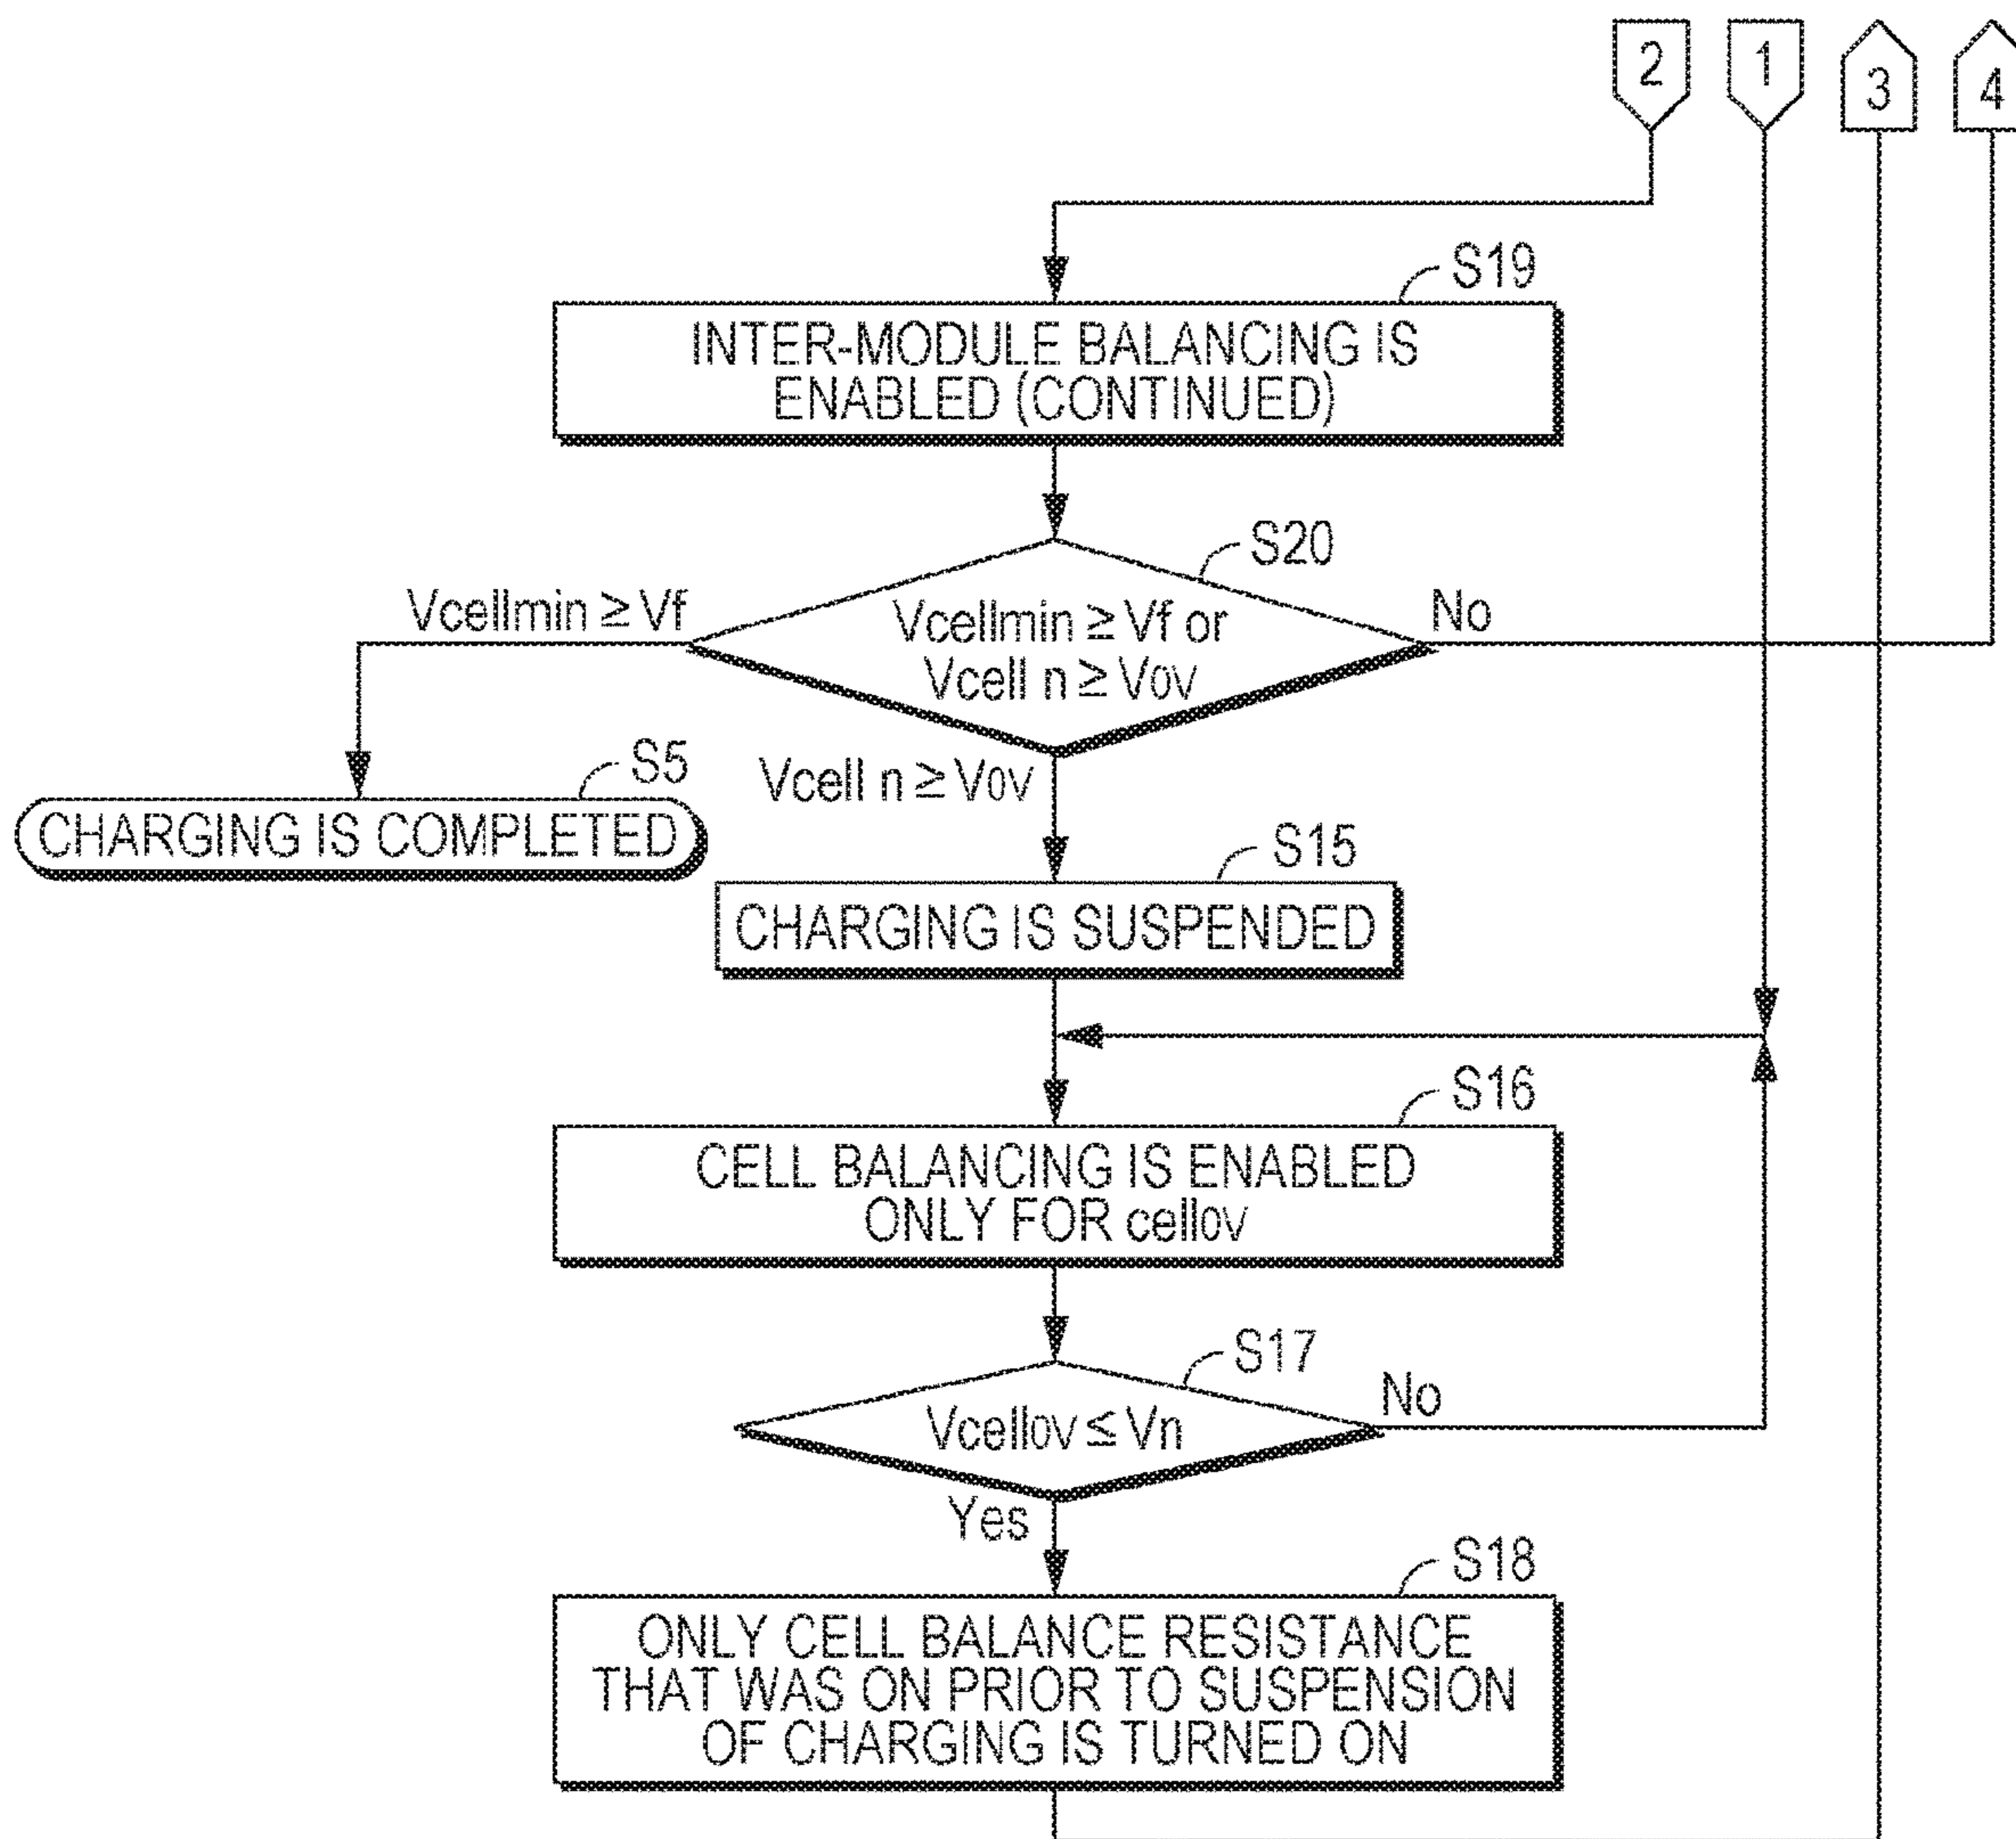 2
1
3
4
S19
INTER-MODULE BALANCING IS
ENABLED (CONTINUED)
S20
Vcellmin ≥ Vf
Vcellmin ≥ Vf or
Vcell n ≥ V0V
No
S5
CHARGING IS COMPLETED
Vcell n ≥ V0V
S15
CHARGING IS SUSPENDED
S16
CELL BALANCING IS ENABLED
ONLY FOR cell0V
S17
Vcell0V ≤ Vn
No
Yes
S18
ONLY CELL BALANCE RESISTANCE
THAT WAS ON PRIOR TO SUSPENSION
OF CHARGING IS TURNED ON